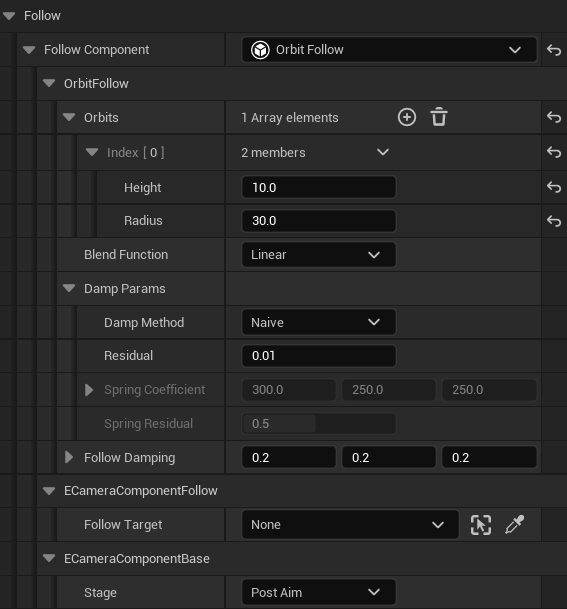 Follow
Follow Component Orbit Follow
OrbitFollow
Orbits 1 Array elements
Index [ 0 ] 2 members
Height 10.0
Radius 30.0
Blend Function Linear
Damp Params
Damp Method Naive
Residual 0.01
Spring Coefficient 300.0 250.0 250.0
Spring Residual 0.5
Follow Damping 0.2 0.2 0.2
ECameraComponentFollow
Follow Target None
ECameraComponentBase
Stage Post Aim